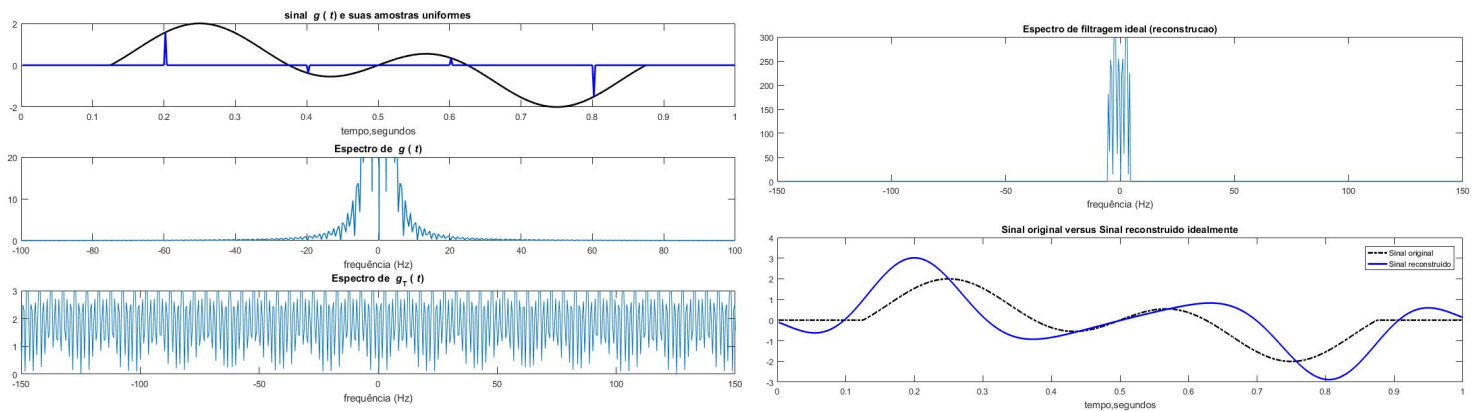 sinal g ( t) e suas amostras uniformes
2
0
-2
0 0.1 0.2 0.3 0.4 0.5 0.6 0.7 0.8 0.9 1
tempo,segundos
Espectro de g ( t)
20
10
0
-100 -80 -60 -40 -20 0 20 40 60 80 100
frequência (Hz)
Espectro de gT ( t)
3
2
1
0
-150 -100 -50 0 50 100 150
frequência (Hz)
Espectro de filtragem ideal (reconstrucao)
300
250
200
150
100
50
0
-150 -100 -50 0 50 100 150
frequência (Hz)
Sinal original versus Sinal reconstruido idealmente
4
3
2
1
0
-1
-2
-3
Sinal original
Sinal reconstruido
0 0.1 0.2 0.3 0.4 0.5 0.6 0.7 0.8 0.9 1
tempo,segundos